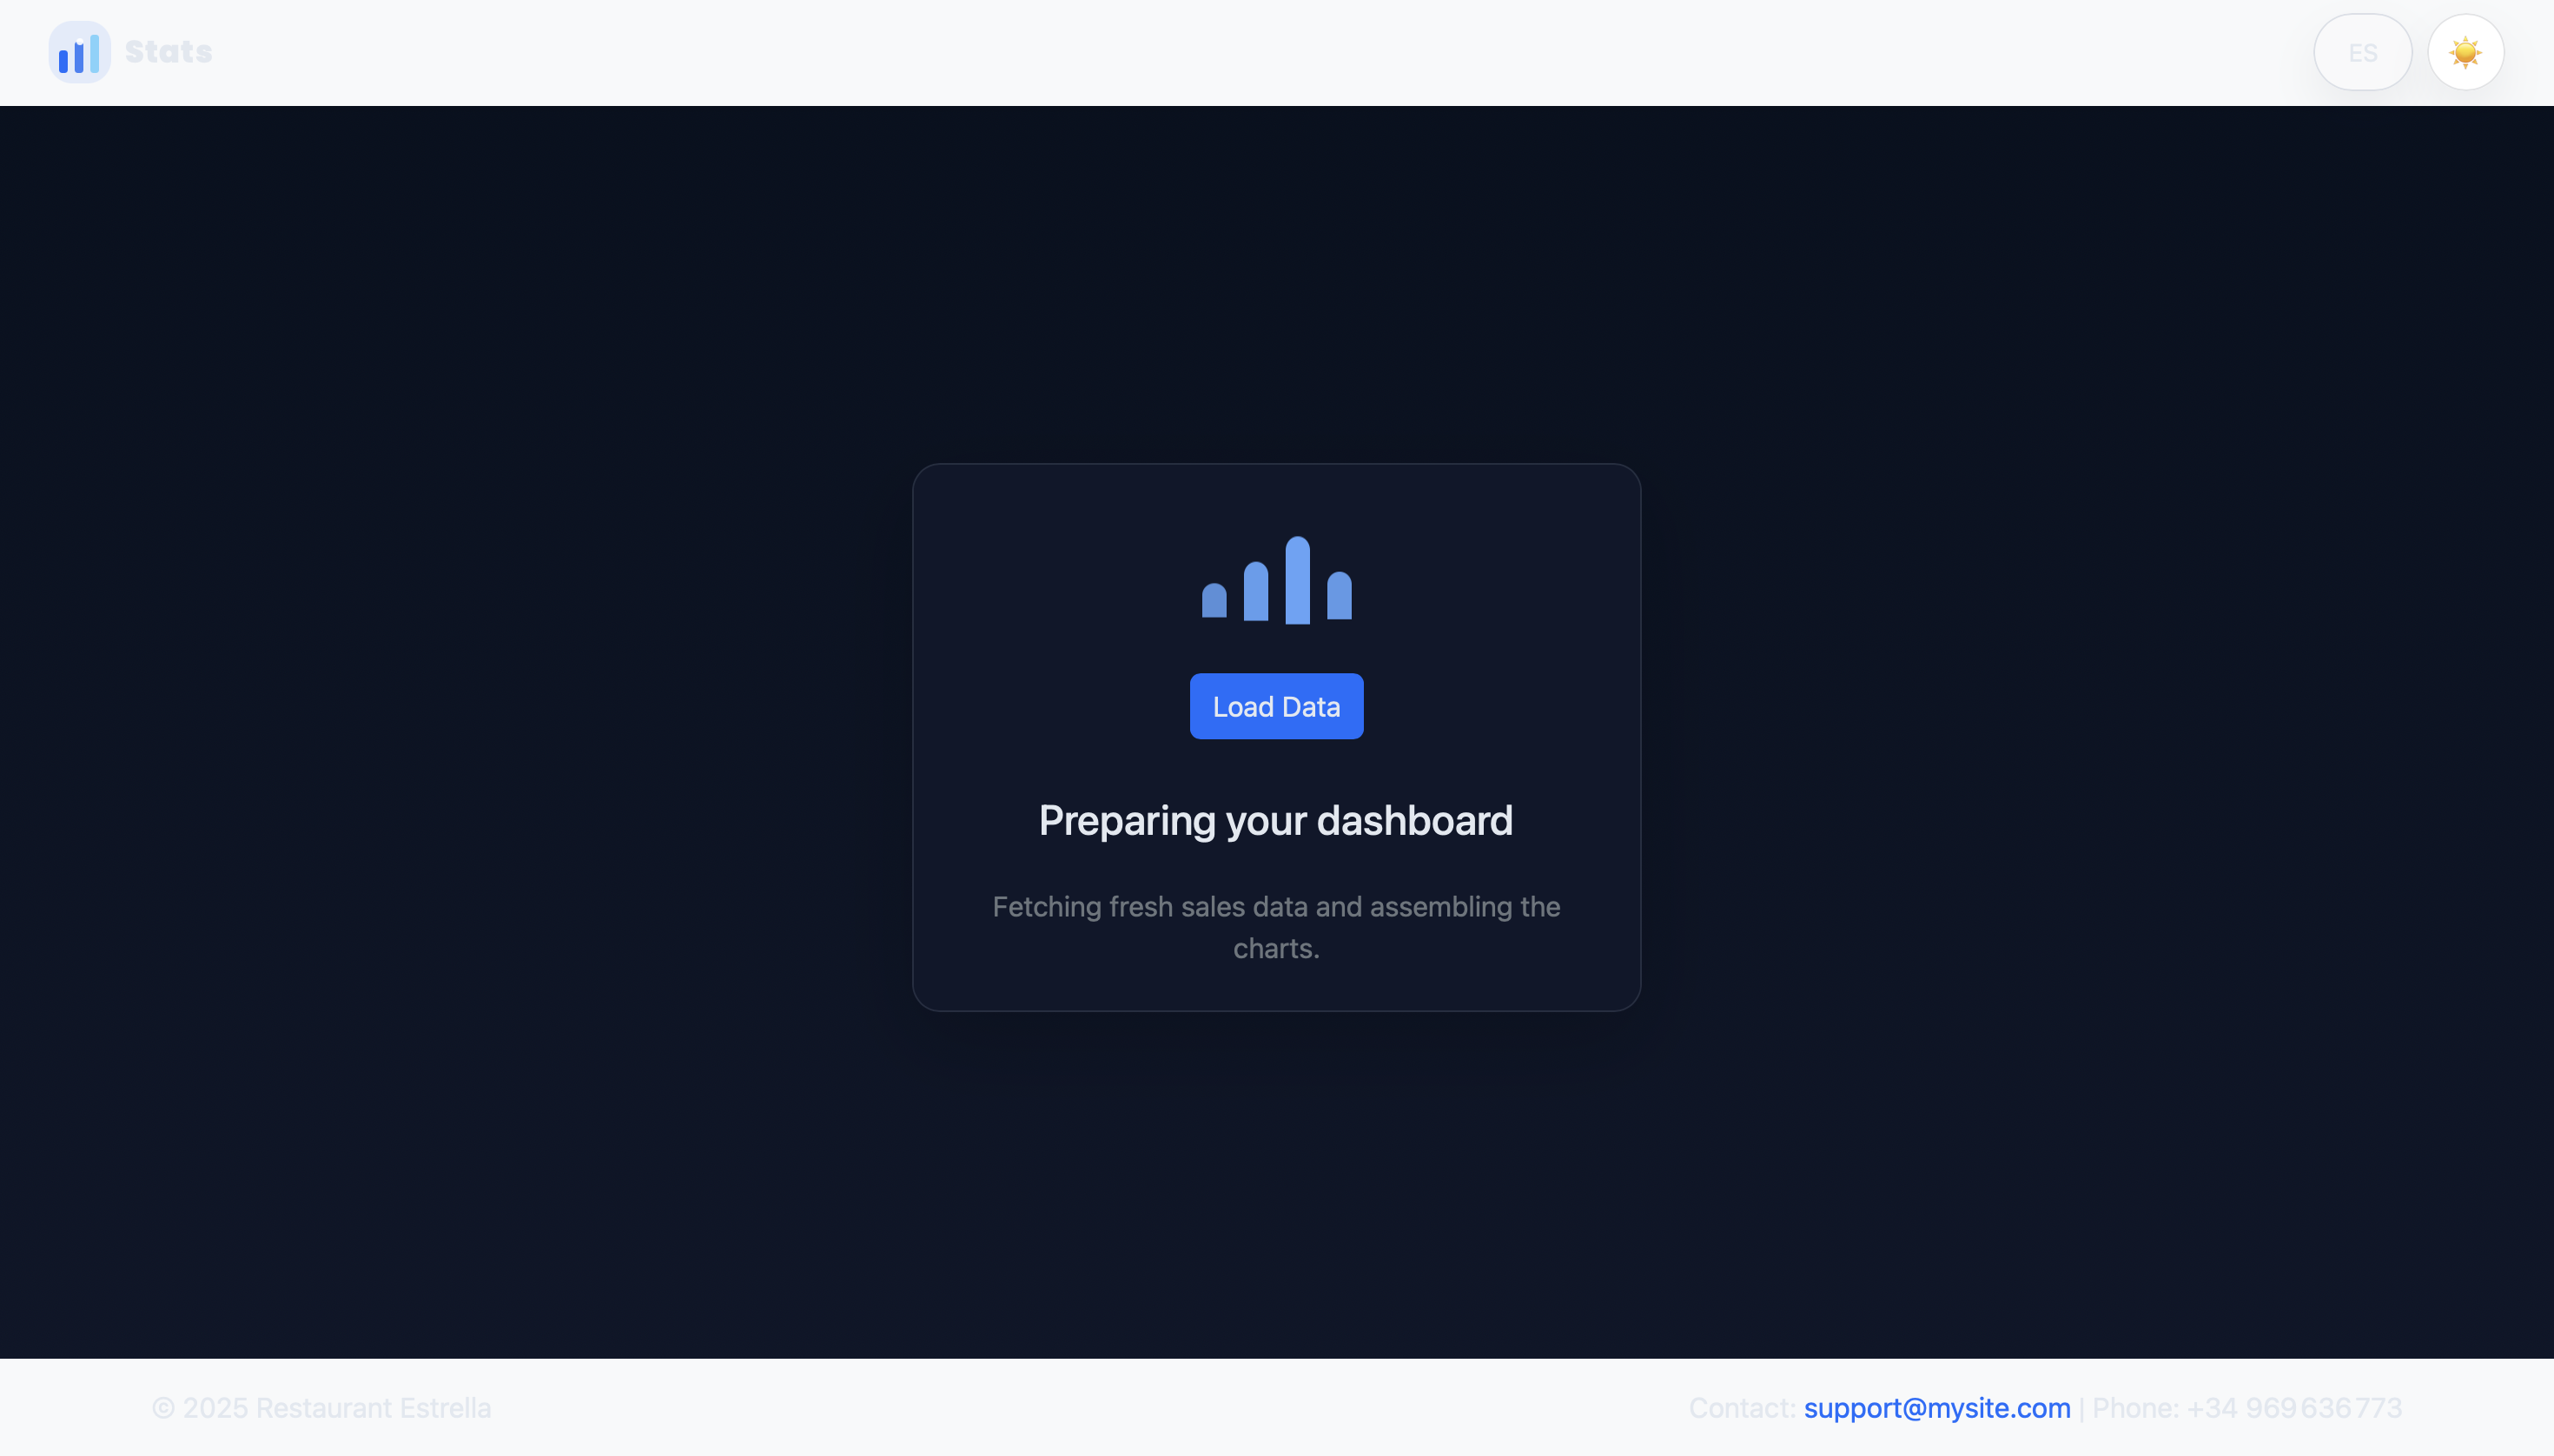 Stats
ES
Load Data
Preparing your dashboard
Fetching fresh sales data and assembling the
charts.
© 2025 Restaurant Estrella
Contact: support@mysite.com | Phone: +34 969 636 773